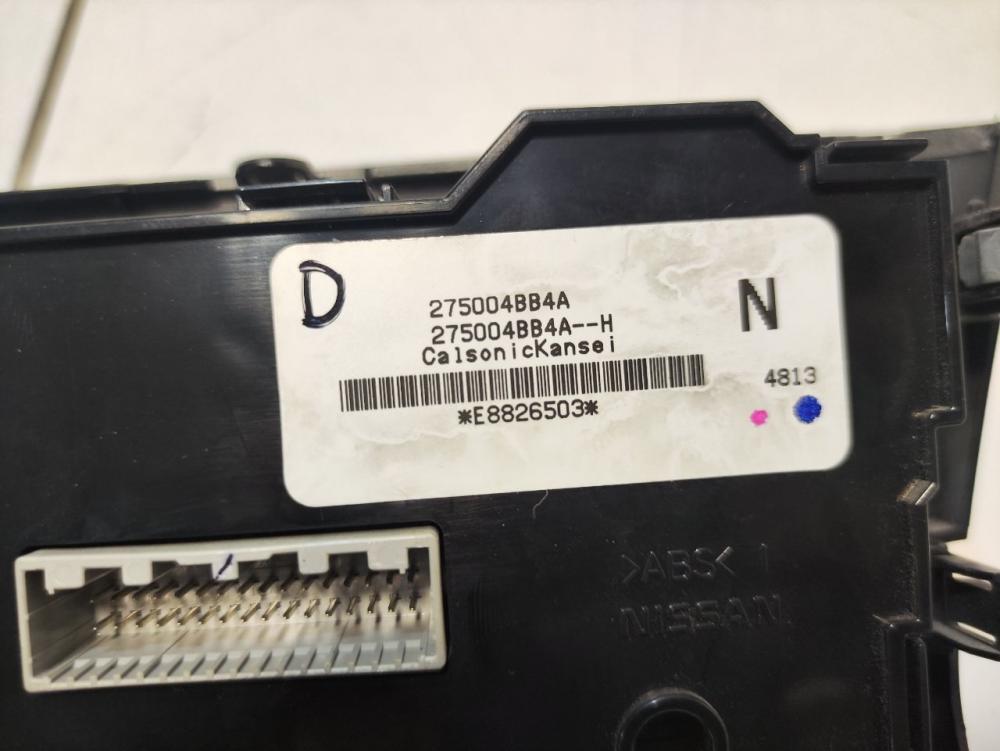 D
275004BB4A
N
275004BB4A--H
CalsonicKansei
4813
*E8826503*
>ABS<
NISSAN